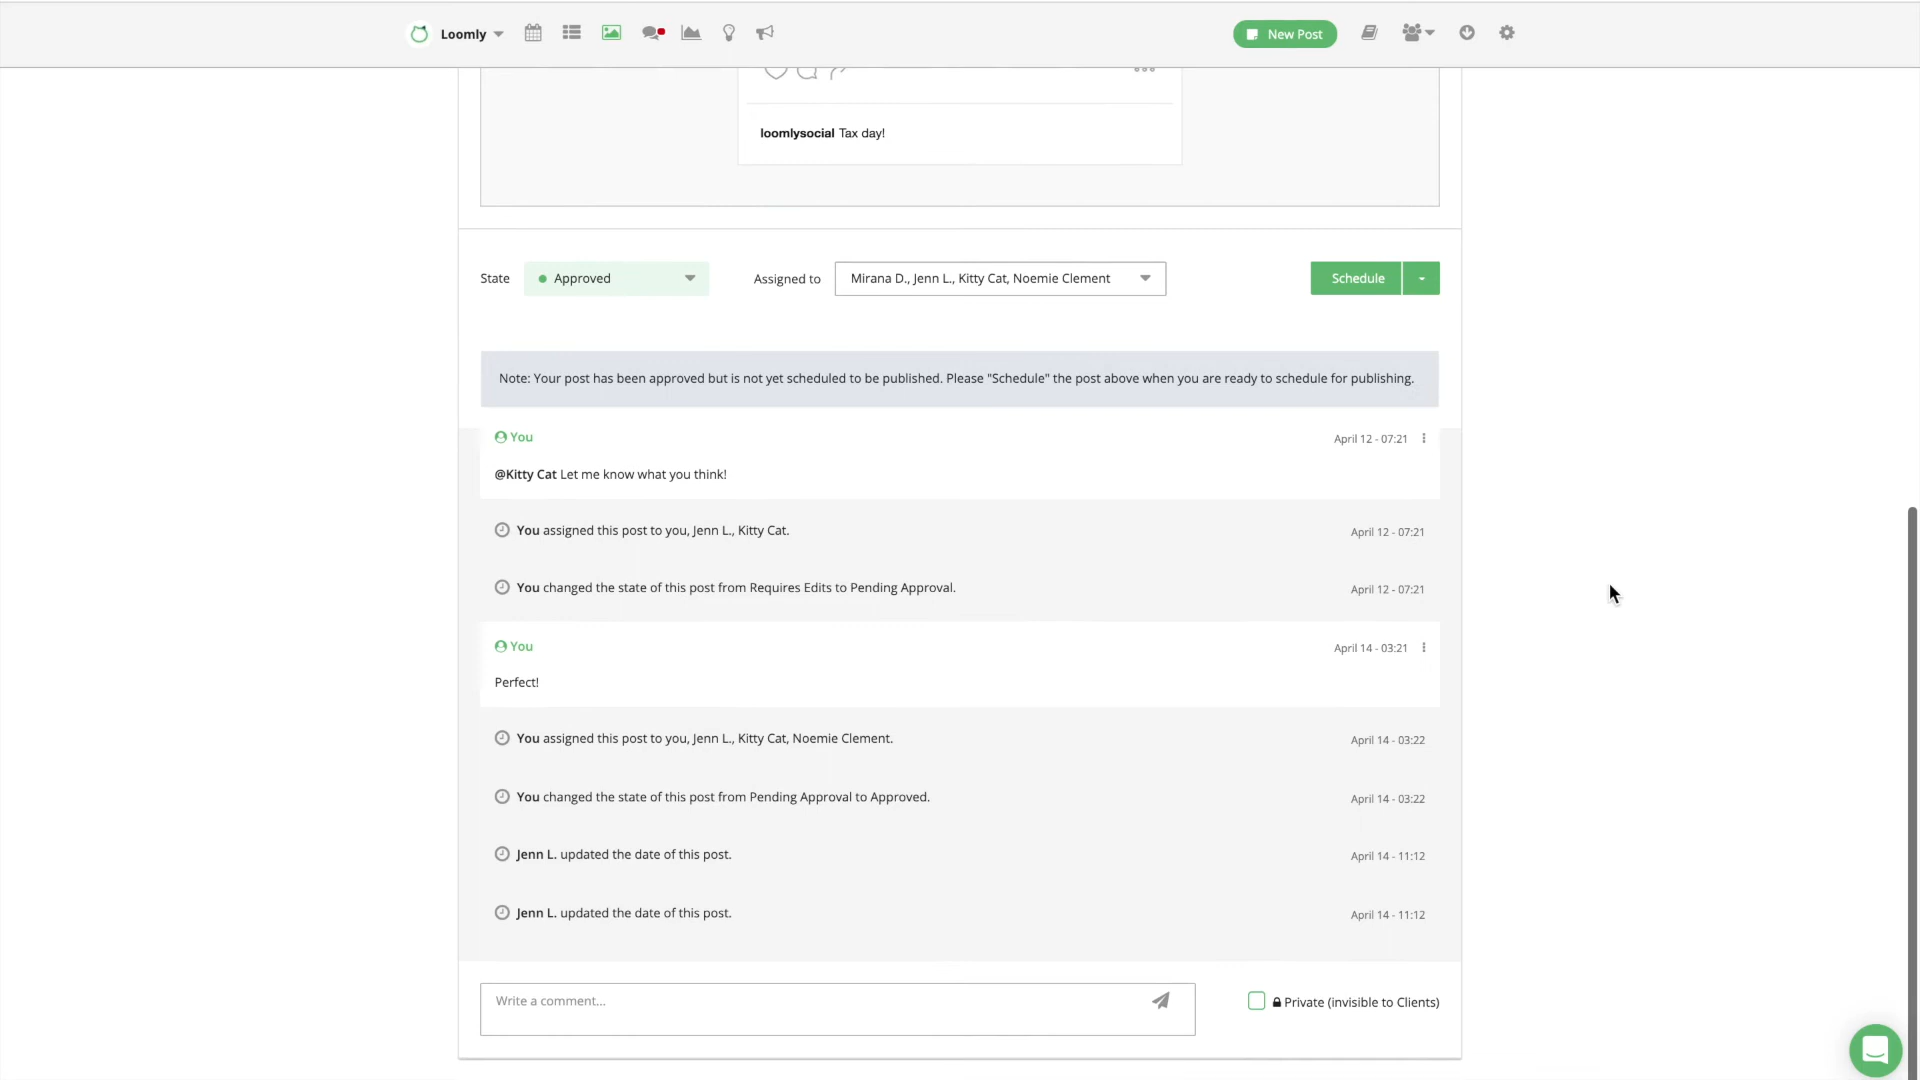 Loomly
New Post
loomlysocial Tax day!
State
Approved
Assigned to
Mirana D., Jenn L., Kitty Cat, Noemie Clement
Schedule
Note: Your post has been approved but is not yet scheduled to be published. Please "Schedule" the post above when you are ready to schedule for publishing.
You
April 12 - 07:21
@Kitty Cat Let me know what you think!
You assigned this post to you, Jenn L., Kitty Cat.
April 12 - 07:21
You changed the state of this post from Requires Edits to Pending Approval.
April 12 - 07:21
You
April 14 - 03:21
Perfect!
You assigned this post to you, Jenn L., Kitty Cat, Noemie Clement.
April 14 - 03:22
You changed the state of this post from Pending Approval to Approved.
April 14 - 03:22
Jenn L. updated the date of this post.
April 14 - 11:12
Jenn L. updated the date of this post.
April 14 - 11:12
Write a comment...
Private (invisible to Clients)